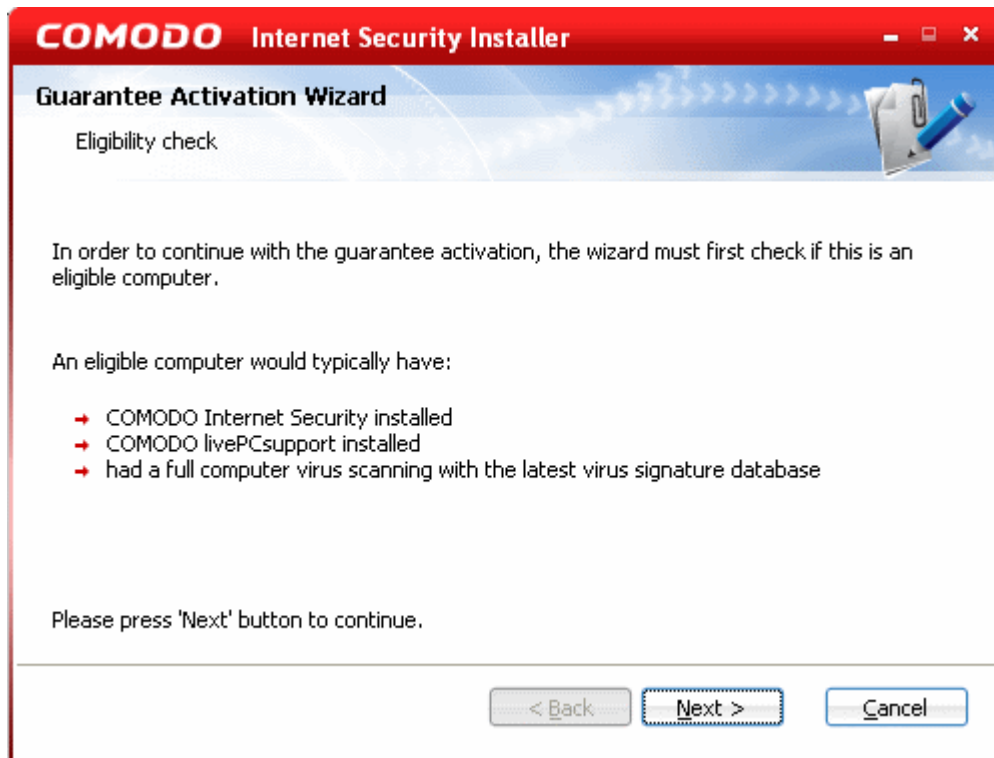 COMODO Internet Security Installer
Guarantee Activation Wizard
Eligibility check
In order to continue with the guarantee activation, the wizard must first check if this is an
eligible computer.
An eligible computer would typically have:
COMODO Internet Security installed
COMODO livePCsupport installed
had a full computer virus scanning with the latest virus signature database
Please press 'Next' button to continue.
< Back Next > Cancel